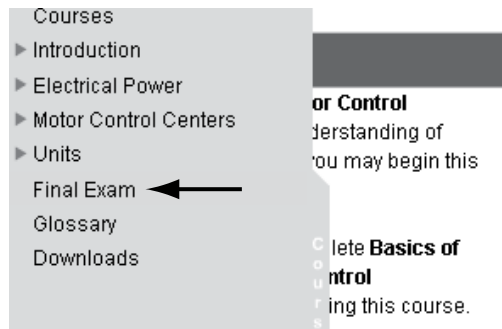 Courses
Introduction
Electrical Power
Motor Control Centers
Units
Final Exam
Glossary
Downloads
or Control
derstanding of
you may begin this
lete Basics of
ntrol
ing this course.
C
o
u
r
s